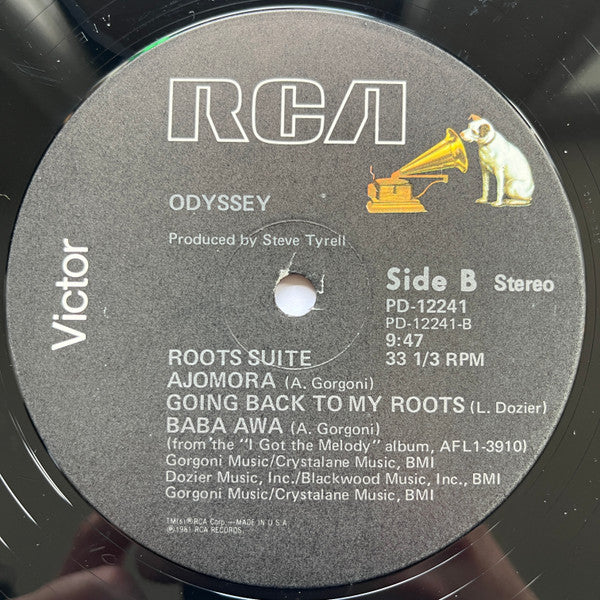 RCA
ODYSSEY
Produced by Steve Tyrell
Victor
Side B Stereo
PD-12241
PD-12241-B
9:47
33 1/3 RPM
ROOTS SUITE
AJOMORA (A. Gorgoni)
GOING BACK TO MY ROOTS (L. Dozier)
BABA AWA (A. Gorgoni)
(from the "I Got the Melody" album, AFL1-3910)
Gorgoni Music/Crystalane Music, BMI
Dozier Music, Inc./Blackwood Music, Inc., BMI
Gorgoni Music/Crystalane Music, BMI
TM(s)®RCA Corp.—MADE IN U.S.A.
℗1981 RCA RECORDS